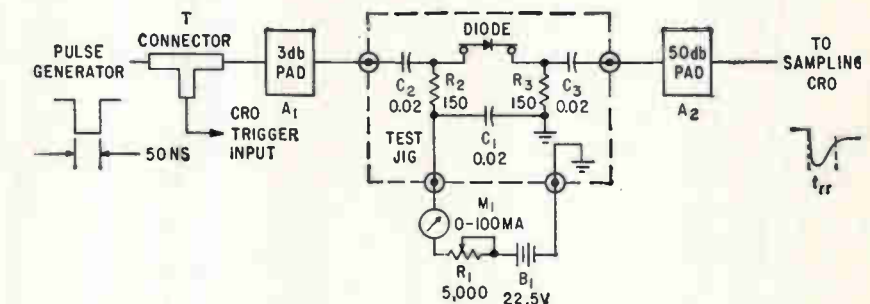 T
CONNECTOR
PULSE
GENERATOR
50 NS
CRO
TRIGGER
INPUT
3db
PAD
A1
DIODE
C2
0.02
R2
150
R3
150
C3
0.02
C1
0.02
TEST
JIG
M1
0-100MA
R1
5,000
B1
22.5V
50db
PAD
A2
TO
SAMPLING
CRO
trr